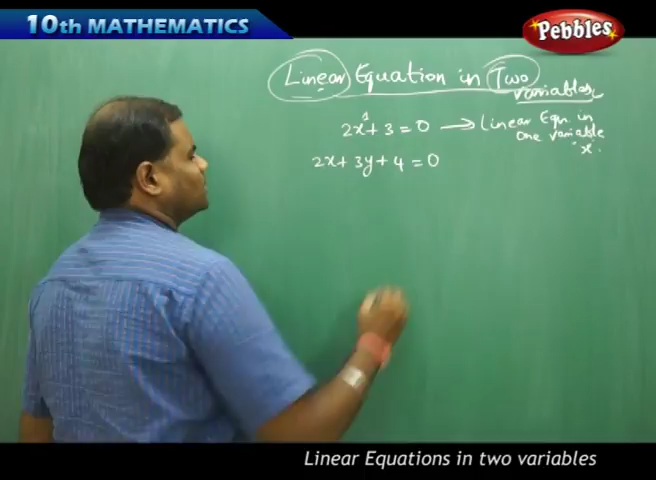 10th MATHEMATICS
Pebbles
Linear Equation in Two
variables
2x¹ + 3 = 0 → Linear Eqn. in
one variable
"x".
2x + 3y + 4 = 0
Linear Equations in two variables